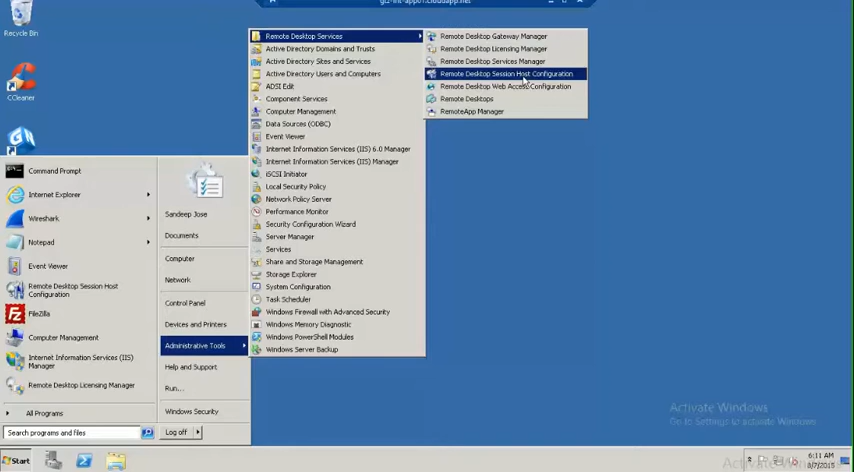 Recycle Bin
CCleaner
Remote Desktop Services
Active Directory Domains and Trusts
Active Directory Sites and Services
Active Directory Users and Computers
ADSI Edit
Component Services
Computer Management
Data Sources (ODBC)
Event Viewer
Internet Information Services (IIS) 6.0 Manager
Internet Information Services (IIS) Manager
iSCSI Initiator
Local Security Policy
Network Policy Server
Performance Monitor
Security Configuration Wizard
Server Manager
Services
Share and Storage Management
Storage Explorer
System Configuration
Task Scheduler
Windows Firewall with Advanced Security
Windows Memory Diagnostic
Windows PowerShell Modules
Windows Server Backup
Remote Desktop Gateway Manager
Remote Desktop Licensing Manager
Remote Desktop Services Manager
Remote Desktop Session Host Configuration
Remote Desktop Web Access Configuration
Remote Desktops
RemoteApp Manager
Command Prompt
Internet Explorer
Wireshark
Notepad
Event Viewer
Remote Desktop Session Host
Configuration
FileZilla
Computer Management
Internet Information Services (IIS)
Manager
Remote Desktop Licensing Manager
All Programs
Search programs and files
Sandeep Jose
Documents
Computer
Network
Control Panel
Devices and Printers
Administrative Tools
Help and Support
Run...
Windows Security
Log off
Activate Windows
Go to Settings to activate Windows.
Start
Activate Win
6:11 AM
8/7/2015